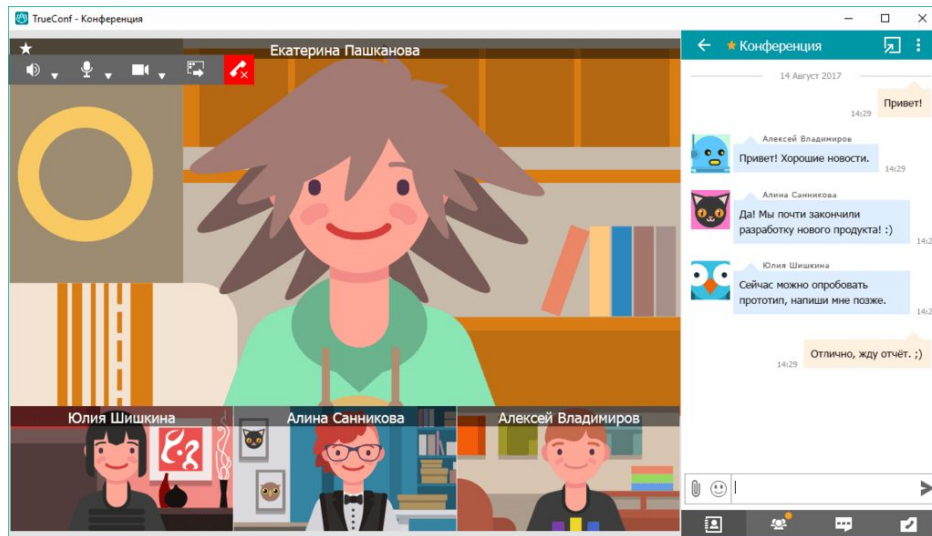 TrueConf - Конференция
Екатерина Пашканова
Юлия Шишкина
Алина Санникова
Алексей Владимиров
Конференция
14 Август 2017
Привет!
14:29
Алексей Владимиров
Привет! Хорошие новости.
14:29
Алина Санникова
Да! Мы почти закончили
разработку нового продукта! :)
Юлия Шишкина
Сейчас можно опробовать
прототип, напиши мне позже.
Отлично, жду отчёт. ;)
14:29